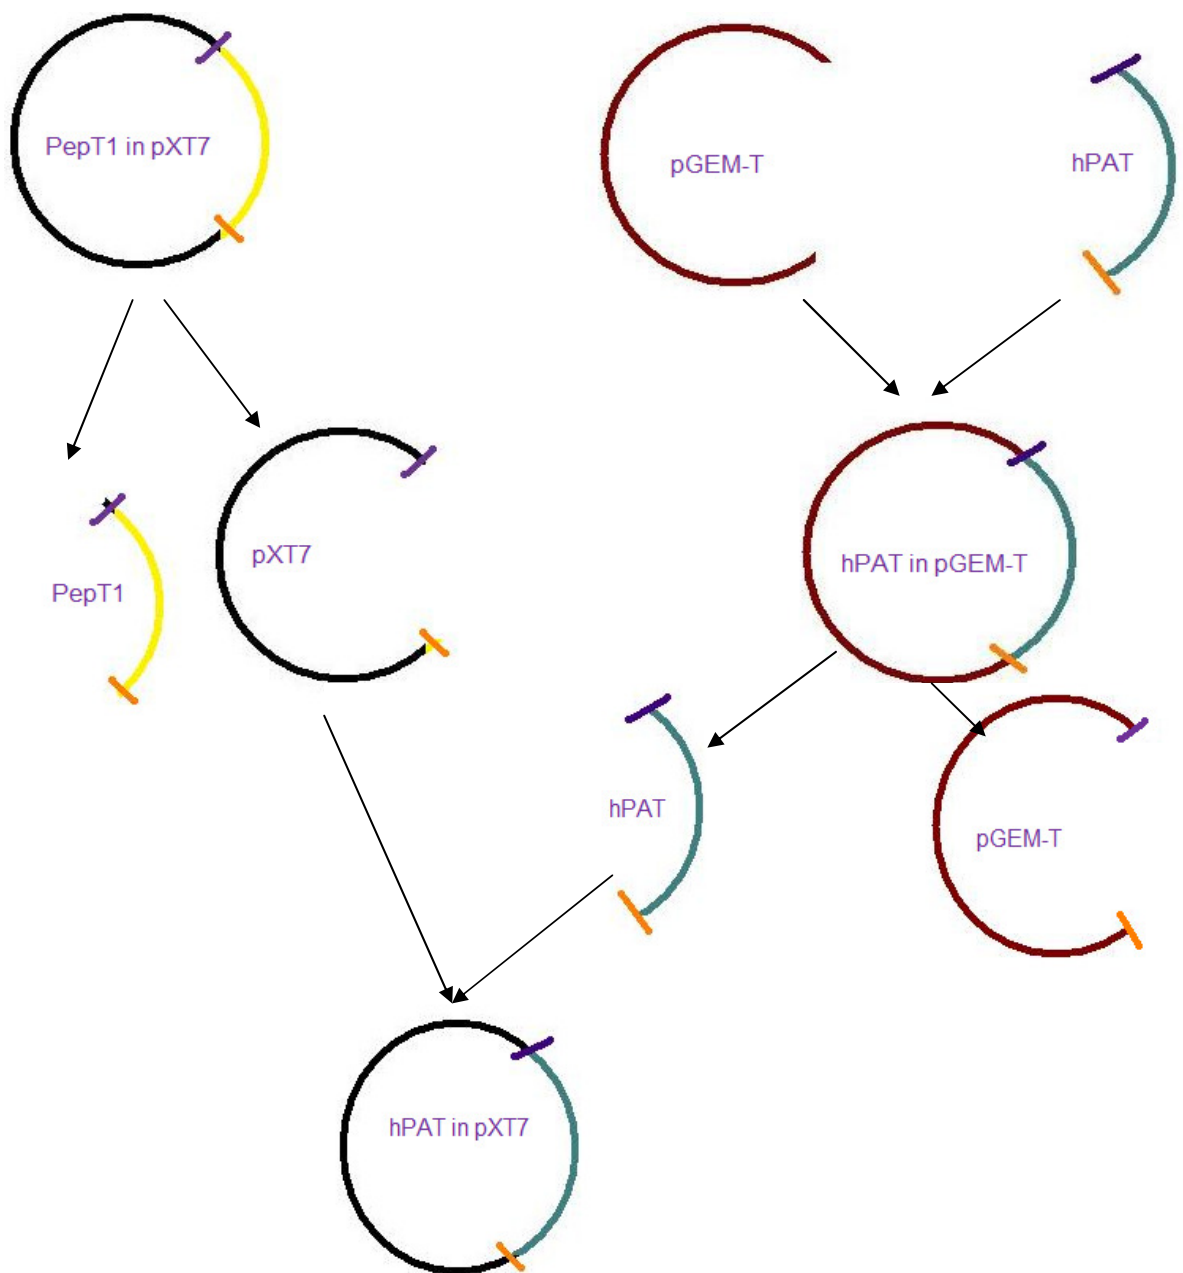 PepT1 in pXT7
pGEM-T
hPAT
PepT1
pXT7
hPAT in pGEM-T
hPAT
pGEM-T
hPAT in pXT7